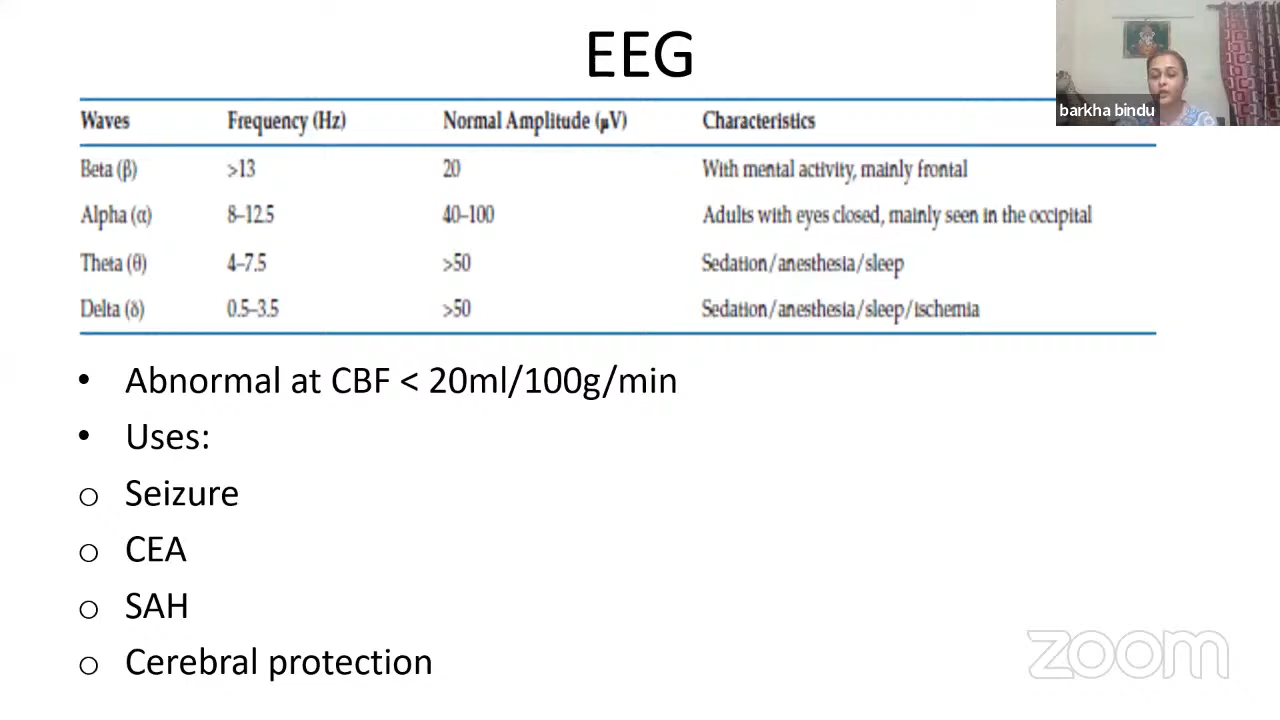 EEG
barkha bindu
Waves Frequency (Hz) Normal Amplitude (μV) Characteristics
Beta (β) >13 20 With mental activity, mainly frontal
Alpha (α) 8–12.5 40–100 Adults with eyes closed, mainly seen in the occipital
Theta (θ) 4–7.5 >50 Sedation/anesthesia/sleep
Delta (δ) 0.5–3.5 >50 Sedation/anesthesia/sleep/ischemia
• Abnormal at CBF < 20ml/100g/min
• Uses:
o Seizure
o CEA
o SAH
o Cerebral protection
zoom